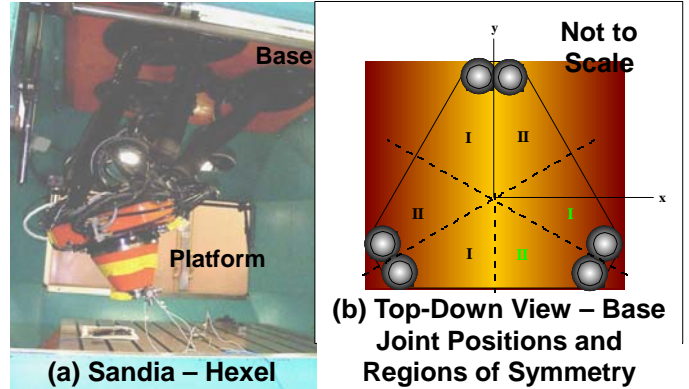 Base
Platform
(a) Sandia – Hexel
y
Not to
Scale
I
II
x
II
I
I
II
(b) Top-Down View – Base
Joint Positions and
Regions of Symmetry